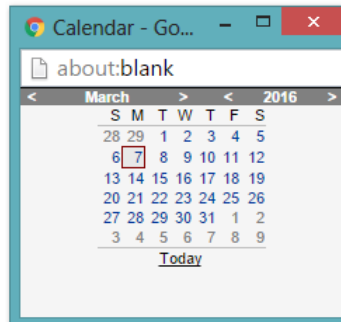 Calendar - Go...
about:blank
< March > < 2016 >
S M T W T F S
28 29 1 2 3 4 5
6 7 8 9 10 11 12
13 14 15 16 17 18 19
20 21 22 23 24 25 26
27 28 29 30 31 1 2
3 4 5 6 7 8 9
Today